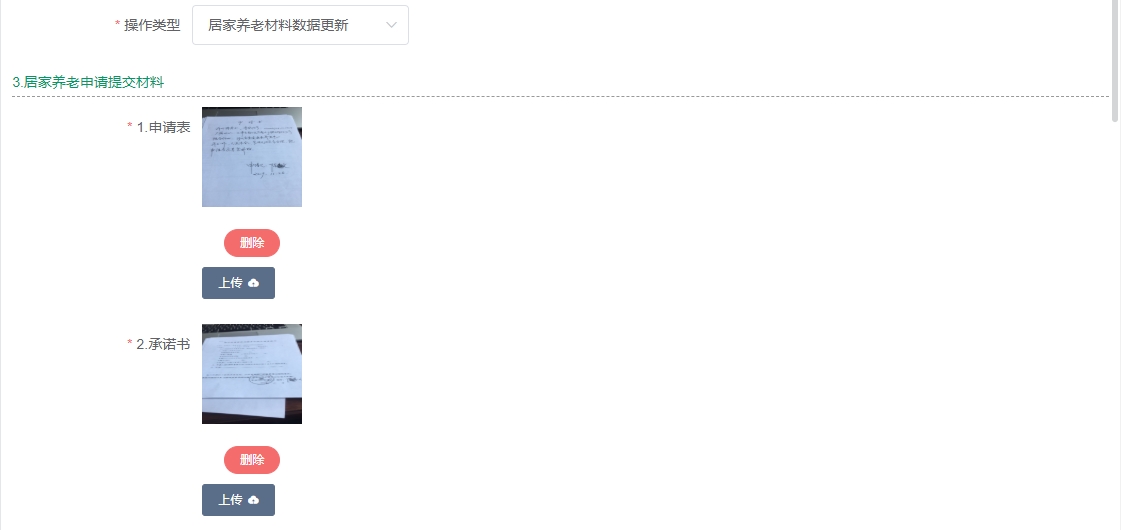 * 操作类型 居家养老材料数据更新
3.居家养老申请提交材料
* 1.申请表
删除
上传
* 2.承诺书
删除
上传